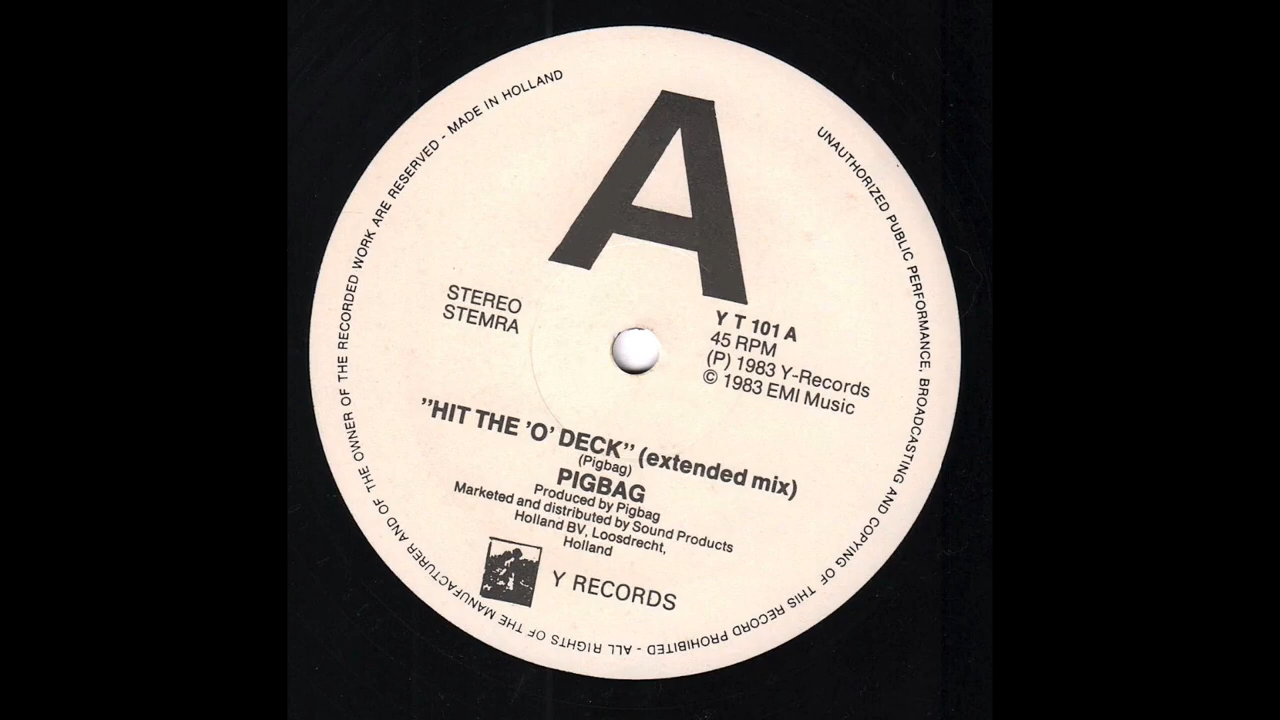 A
STEREO
STEMRA
Y T 101 A
45 RPM
(P) 1983 Y-Records
© 1983 EMI Music
"HIT THE 'O' DECK" (extended mix)
(Pigbag)
PIGBAG
Produced by Pigbag
Marketed and distributed by Sound Products
Holland BV, Loosdrecht,
Holland
Y RECORDS
UNAUTHORIZED PUBLIC PERFORMANCE, BROADCASTING AND COPYING OF THIS RECORD PROHIBITED - ALL RIGHTS OF THE MANUFACTURER AND OF THE OWNER OF THE RECORDED WORK ARE RESERVED - MADE IN HOLLAND